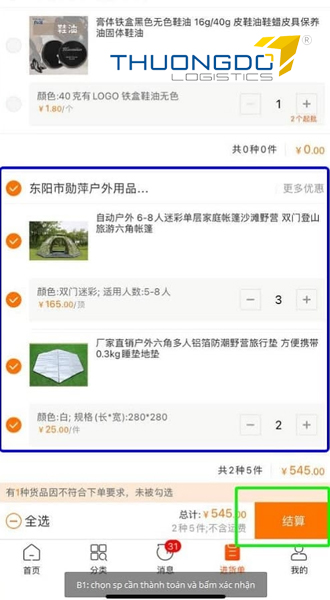 膏体铁盒黑色无色鞋油 16g/40g 皮鞋油鞋蜡皮具保养
油固体鞋油
鞋油
THUONGDO
LOGISTICS
颜色:40克有LOGO 铁盒鞋油无色
¥1.80/个
1
2个起批
共0种0件 ¥0.00
东阳市勋萍户外用品... 更多优惠
自动户外 6-8人迷彩单层家庭帐篷沙滩野营 双门登山
旅游六角帐篷
颜色:双门迷彩; 适用人数:5-8人
¥165.00/顶
3
厂家直销户外六角多人铝箔防潮野营旅行垫 方便携带
0.3kg睡垫地垫
颜色:白; 规格(长*宽):280*280
¥25.00/件
2
共2种5件 ¥545.00
有1种货品因不符合下单要求，未被勾选
全选
总计: ¥545.00
2种5件;不含运费
结算
31
首页 分类 消息 进货单 我的
B1: chọn sp cần thành toán và bấm xác nhận